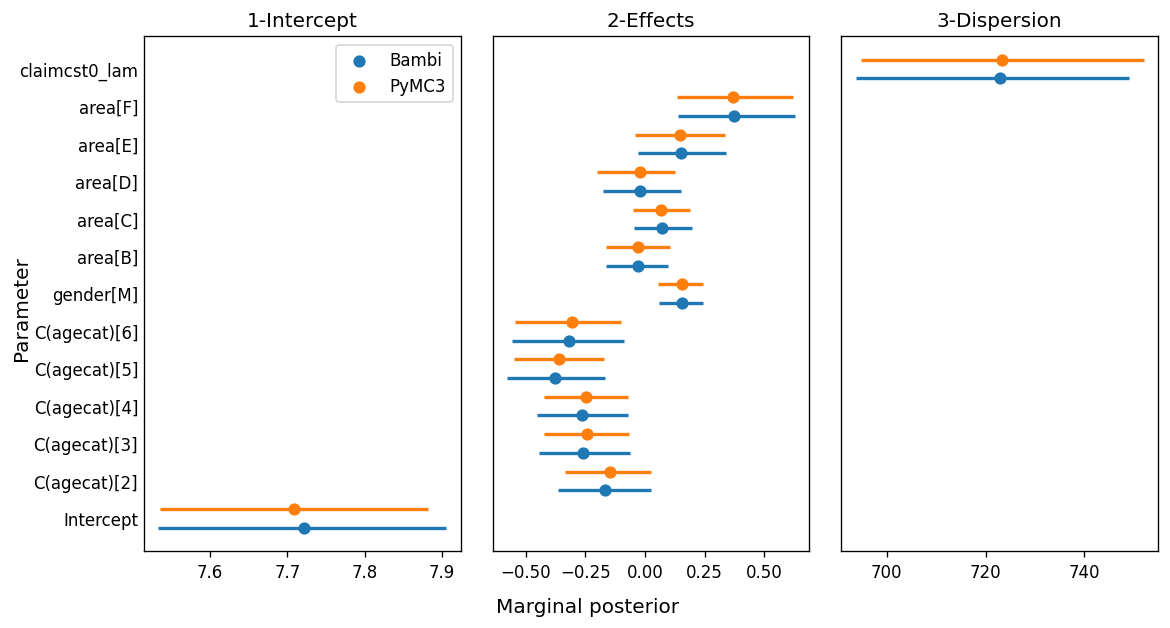 1-Intercept
2-Effects
3-Dispersion
Bambi
PyMC3
Parameter
claimcst0_lam
area[F]
area[E]
area[D]
area[C]
area[B]
gender[M]
C(agecat)[6]
C(agecat)[5]
C(agecat)[4]
C(agecat)[3]
C(agecat)[2]
Intercept
7.6 7.7 7.8 7.9
−0.50 −0.25 0.00 0.25 0.50
700 720 740
Marginal posterior